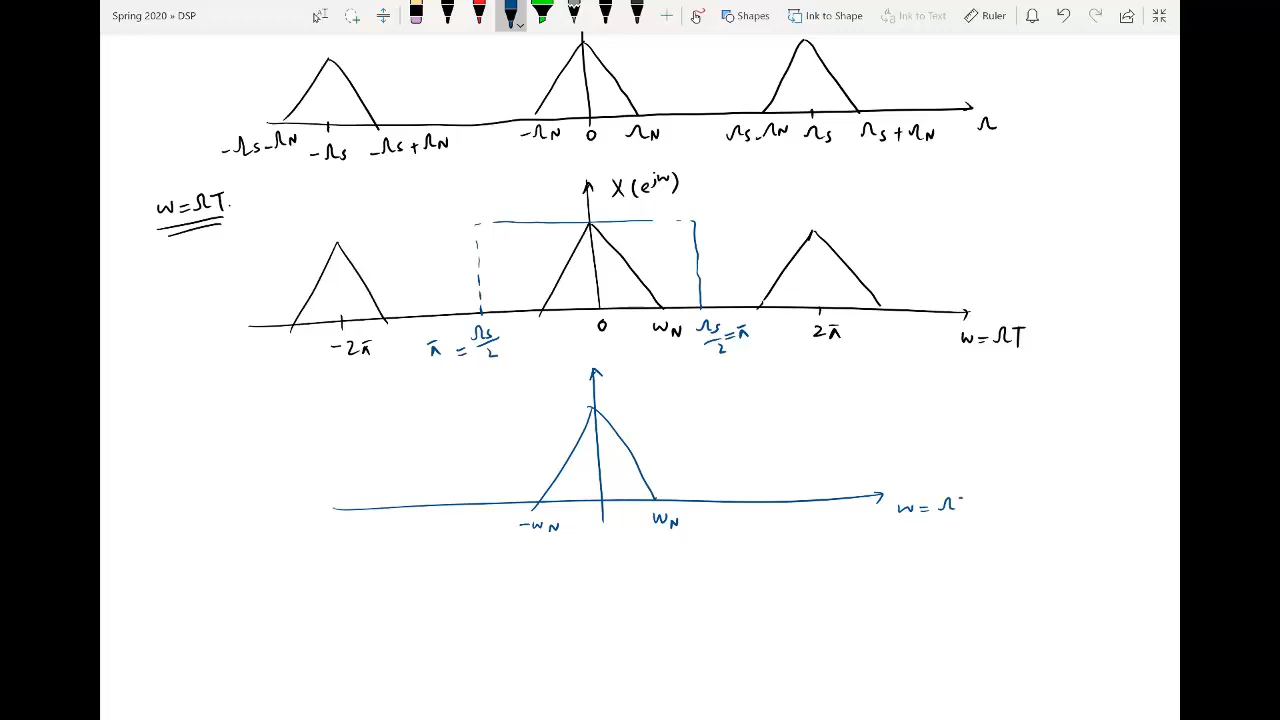 Spring 2020 » DSP
Shapes Ink to Shape Ink to Text Ruler
-Ωs-ΩN -Ωs -Ωs+ΩN -ΩN 0 ΩN Ωs-ΩN Ωs Ωs+ΩN Ω
X(e^jw)
w=ΩT.
-2π π = Ωs/2 0 wN Ωs/2=π 2π w=ΩT
-wN wN w=Ω